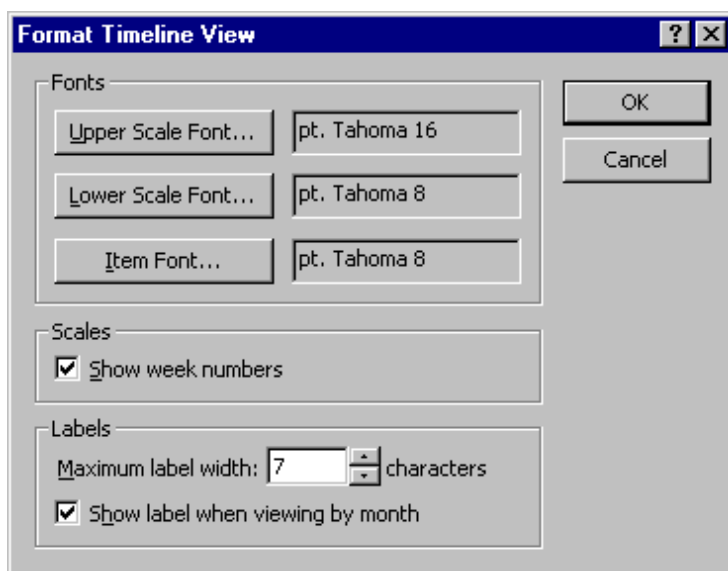 Format Timeline View
Fonts
Upper Scale Font... pt. Tahoma 16
Lower Scale Font... pt. Tahoma 8
Item Font... pt. Tahoma 8
OK
Cancel
Scales
Show week numbers
Labels
Maximum label width: 7 characters
Show label when viewing by month